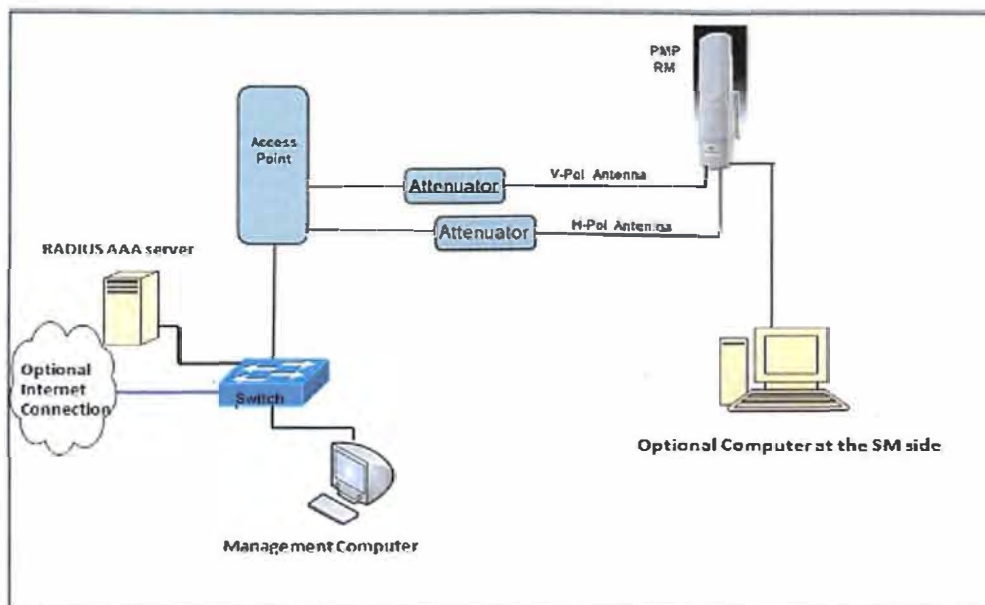 PMP
RM
Access
Point
Attenuator
V-Pol Antenna
Attenuator
H-Pol Antenna
RADIUS AAA server
Optional
Internet
Connection
Switch
Optional Computer at the SM side
Management Computer